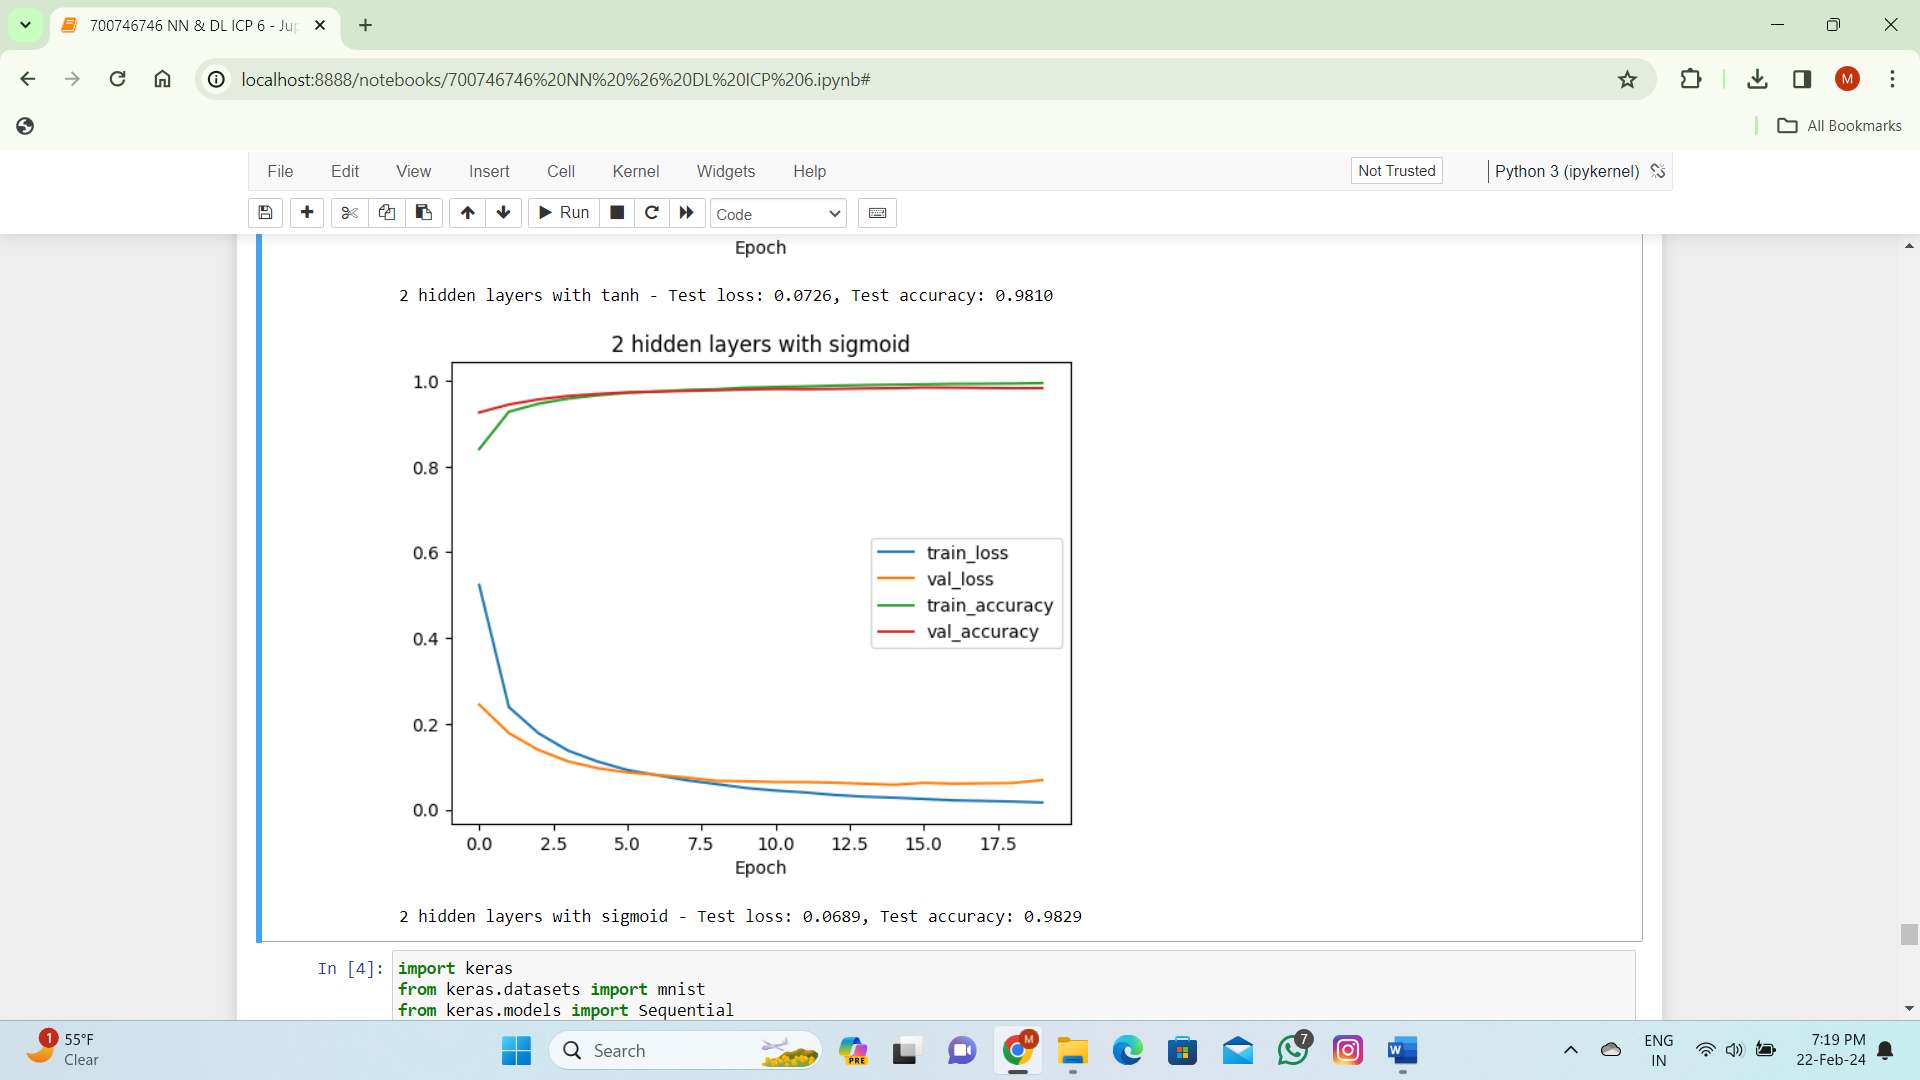 700746746 NN & DL ICP 6 - Jup
localhost:8888/notebooks/700746746%20NN%20%26%20DL%20ICP%206.ipynb#
M
All Bookmarks
File Edit View Insert Cell Kernel Widgets Help Not Trusted Python 3 (ipykernel)
Run Code
Epoch
2 hidden layers with tanh - Test loss: 0.0726, Test accuracy: 0.9810
2 hidden layers with sigmoid
1.0
0.8
0.6
0.4
0.2
0.0
train_loss
val_loss
train_accuracy
val_accuracy
0.0 2.5 5.0 7.5 10.0 12.5 15.0 17.5
Epoch
2 hidden layers with sigmoid - Test loss: 0.0689, Test accuracy: 0.9829
In [4]: import keras
from keras.datasets import mnist
from keras.models import Sequential
1
55°F
Clear
Search
PRE
M
7
W
ENG
IN
7:19 PM
22-Feb-24